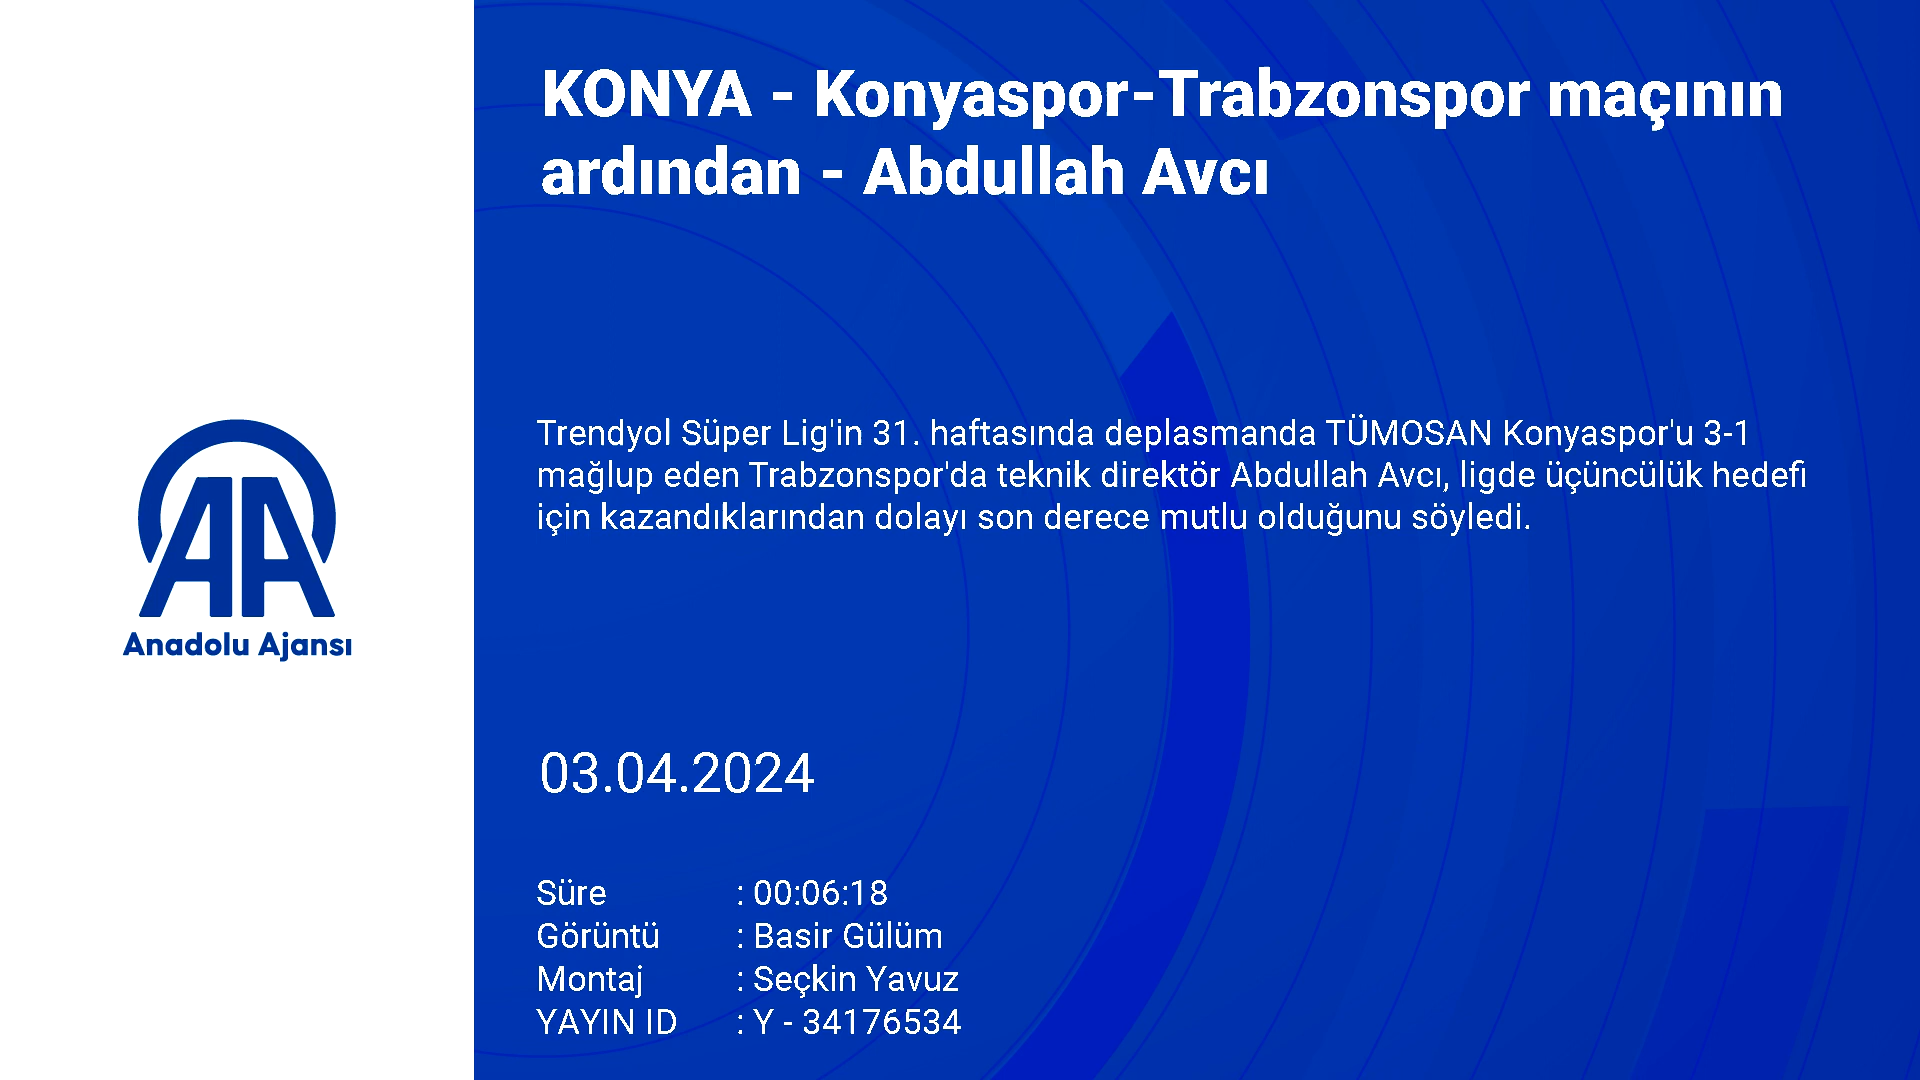 KONYA - Konyaspor-Trabzonspor maçının
ardından - Abdullah Avcı
Trendyol Süper Lig'in 31. haftasında deplasmanda TÜMOSAN Konyaspor'u 3-1
mağlup eden Trabzonspor'da teknik direktör Abdullah Avcı, ligde üçüncülük hedefi
için kazandıklarından dolayı son derece mutlu olduğunu söyledi.
AA
Anadolu Ajansı
03.04.2024
Süre : 00:06:18
Görüntü : Basir Gülüm
Montaj : Seçkin Yavuz
YAYIN ID : Y - 34176534